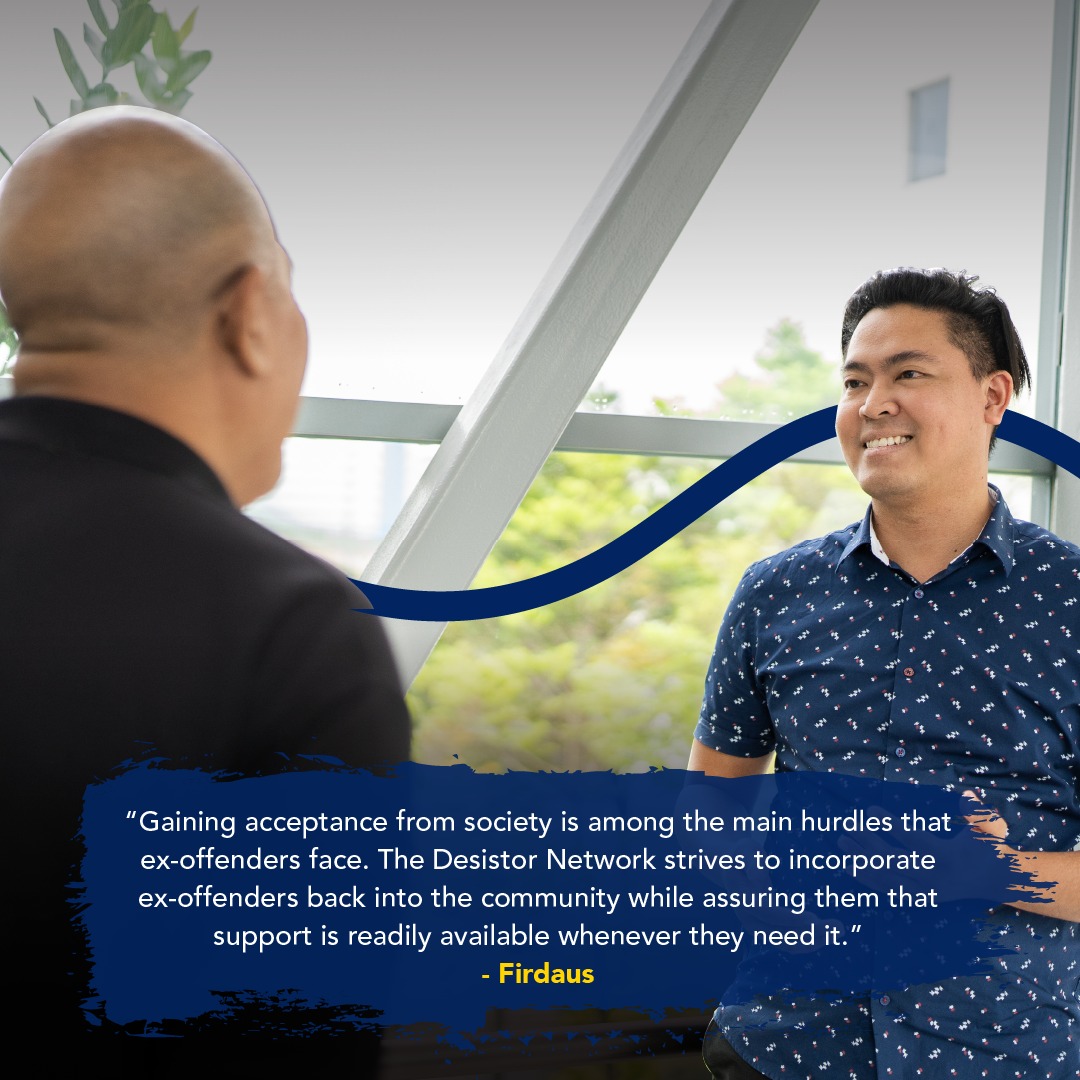 “Gaining acceptance from society is among the main hurdles that
ex-offenders face. The Desistor Network strives to incorporate
ex-offenders back into the community while assuring them that
support is readily available whenever they need it.”
- Firdaus